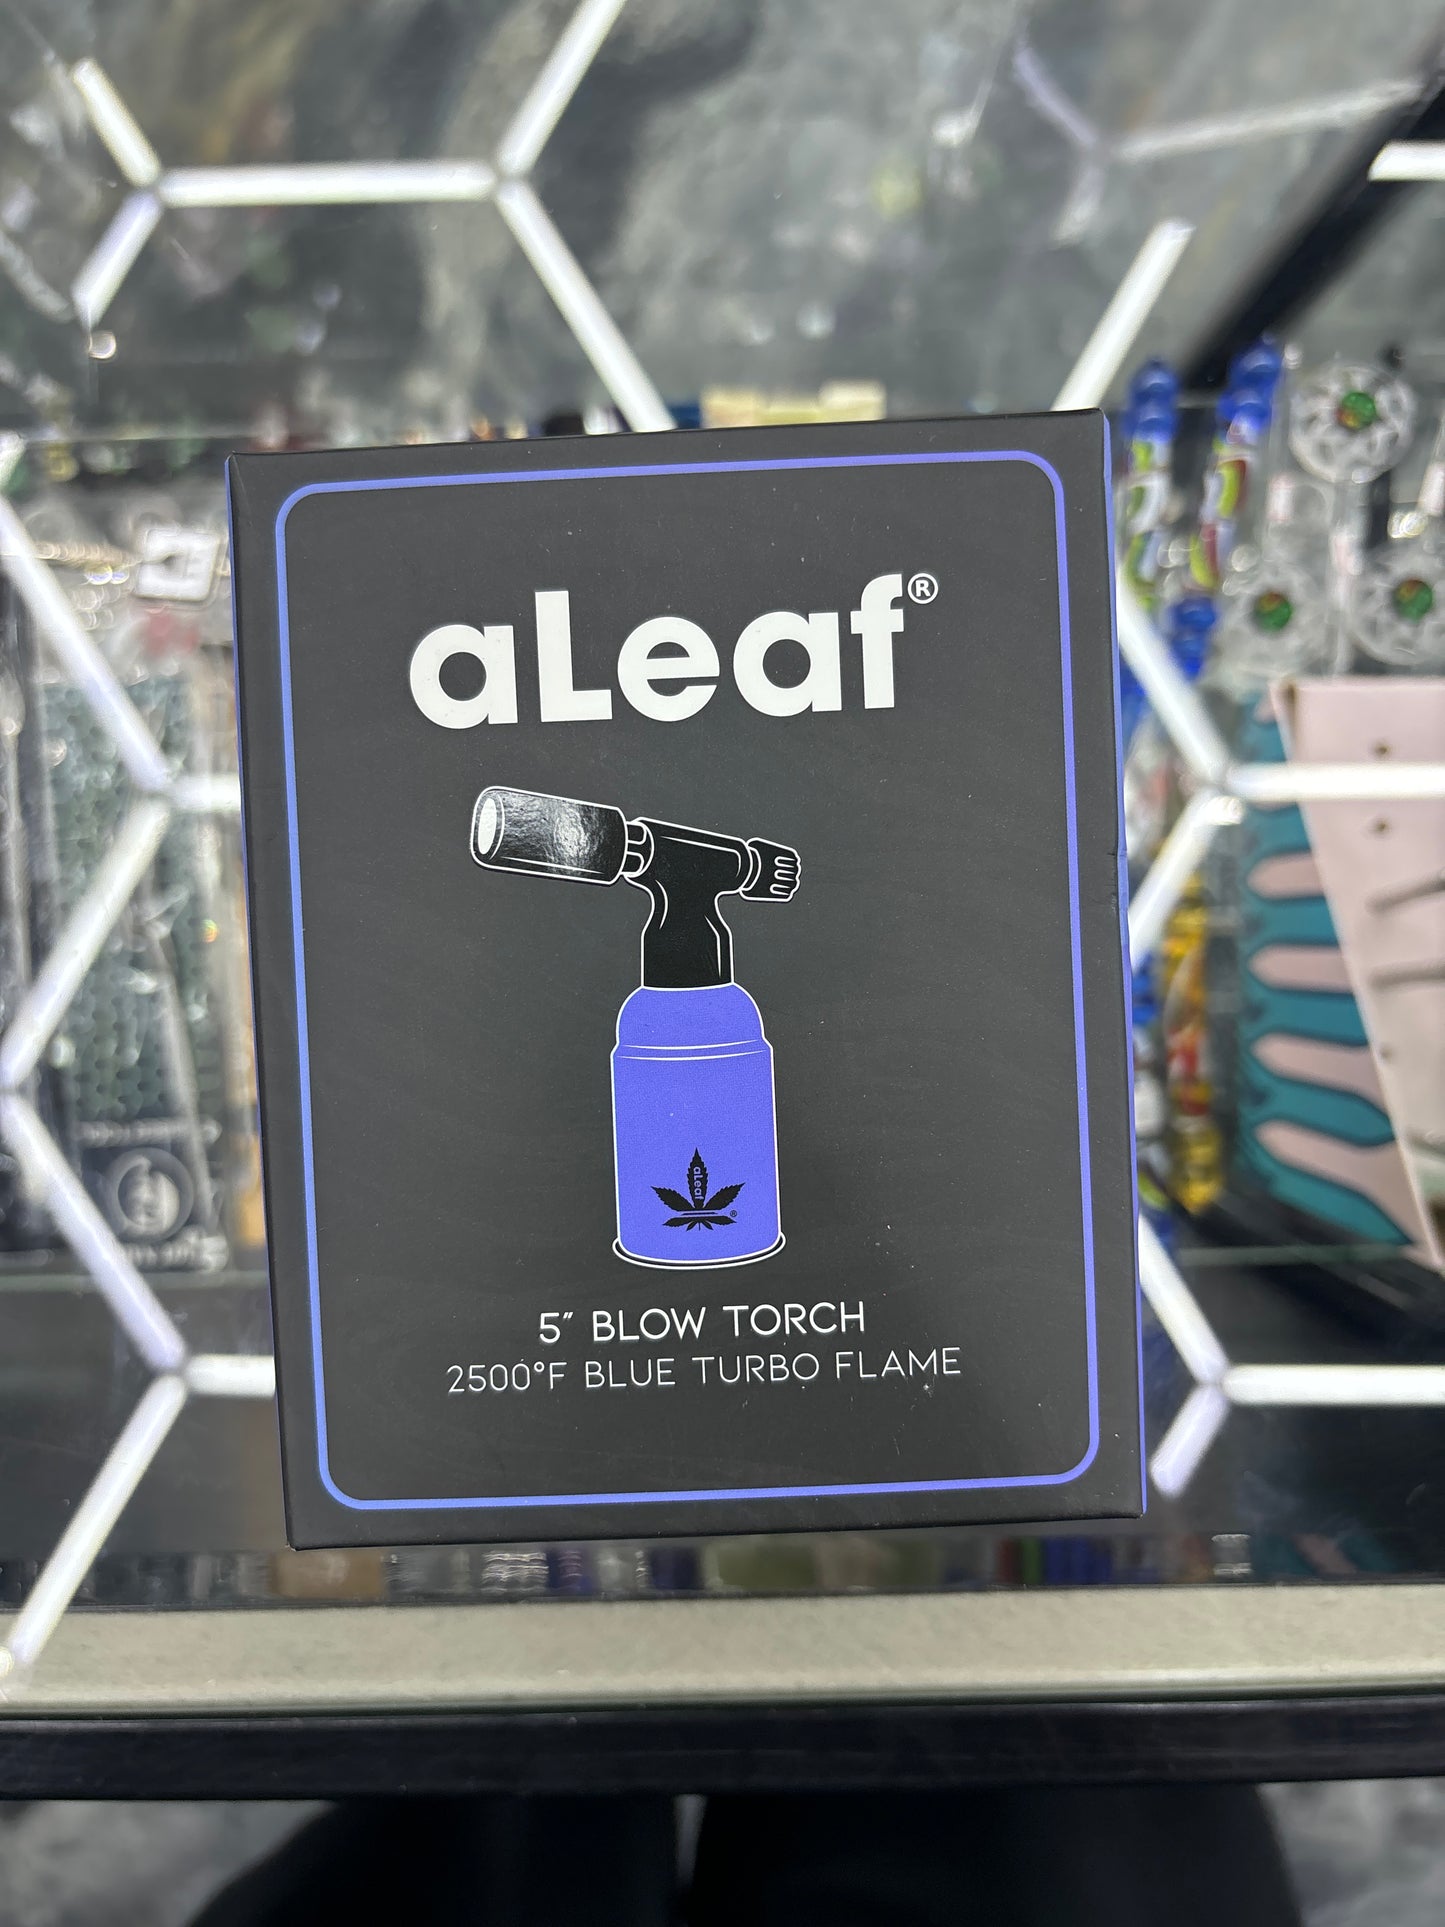 aLeaf®
aLeaf
®
5" BLOW TORCH
2500°F BLUE TURBO FLAME